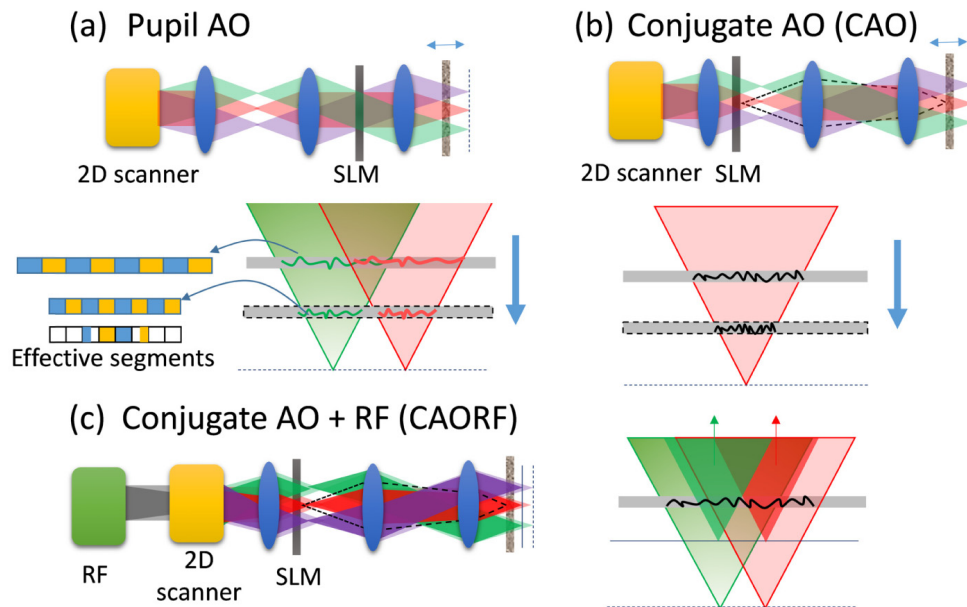 (a) Pupil AO
2D scanner
SLM
Effective segments
(b) Conjugate AO (CAO)
2D scanner
SLM
(c) Conjugate AO + RF (CAORF)
RF
2D
scanner
SLM